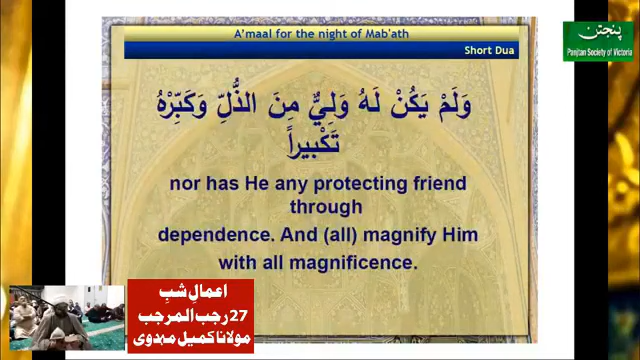 A'maal for the night of Mab'ath
Short Dua
پنجتن
Panjtan Society of Victoria
وَلَمْ يَكُنْ لَهُ وَلِيٌّ مِنَ الذُّلِّ وَكَبِّرْهُ
تَكْبِيراً
nor has He any protecting friend
through
dependence. And (all) magnify Him
with all magnificence.
اعمالِ شبِ
27 رجب المرجب
مولانا کمیل مہدوی